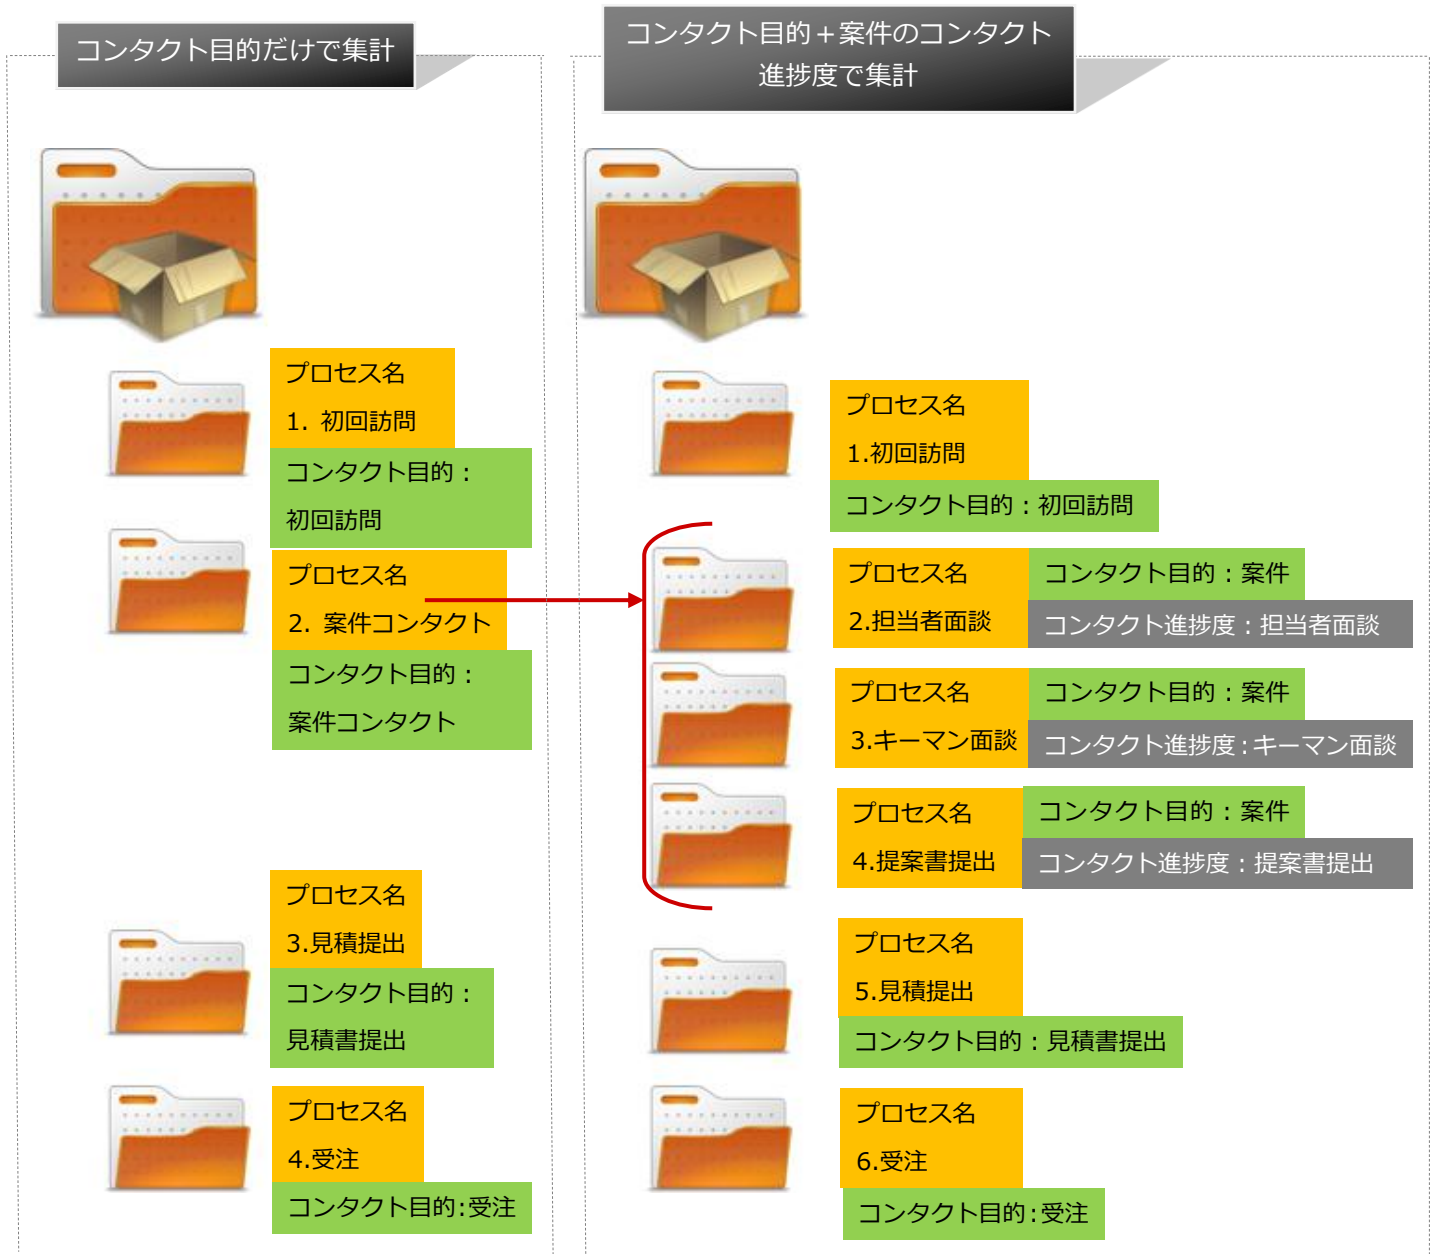 コンタクト目的だけで集計
プロセス名
1. 初回訪問
コンタクト目的：
初回訪問
プロセス名
2. 案件コンタクト
コンタクト目的：
案件コンタクト
プロセス名
3.見積提出
コンタクト目的：
見積書提出
プロセス名
4.受注
コンタクト目的:受注
コンタクト目的＋案件のコンタクト
進捗度で集計
プロセス名
1.初回訪問
コンタクト目的：初回訪問
プロセス名
2.担当者面談
コンタクト目的：案件
コンタクト進捗度：担当者面談
プロセス名
3.キーマン面談
コンタクト目的：案件
コンタクト進捗度：キーマン面談
プロセス名
4.提案書提出
コンタクト目的：案件
コンタクト進捗度：提案書提出
プロセス名
5.見積提出
コンタクト目的：見積書提出
プロセス名
6.受注
コンタクト目的:受注